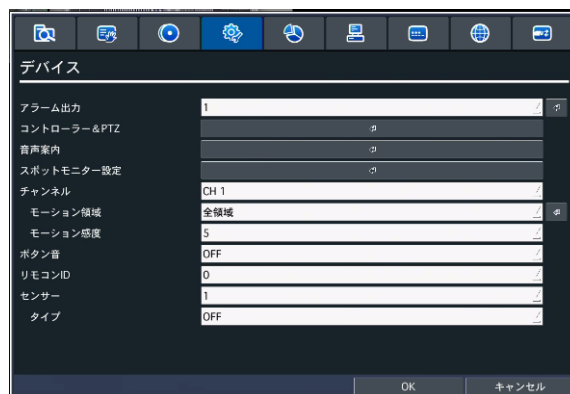 デバイス
アラーム出力 1
コントローラー&PTZ
音声案内
スポットモニター設定
チャンネル CH 1
モーション領域 全領域
モーション感度 5
ボタン音 OFF
リモコンID 0
センサー 1
タイプ OFF
OK キャンセル